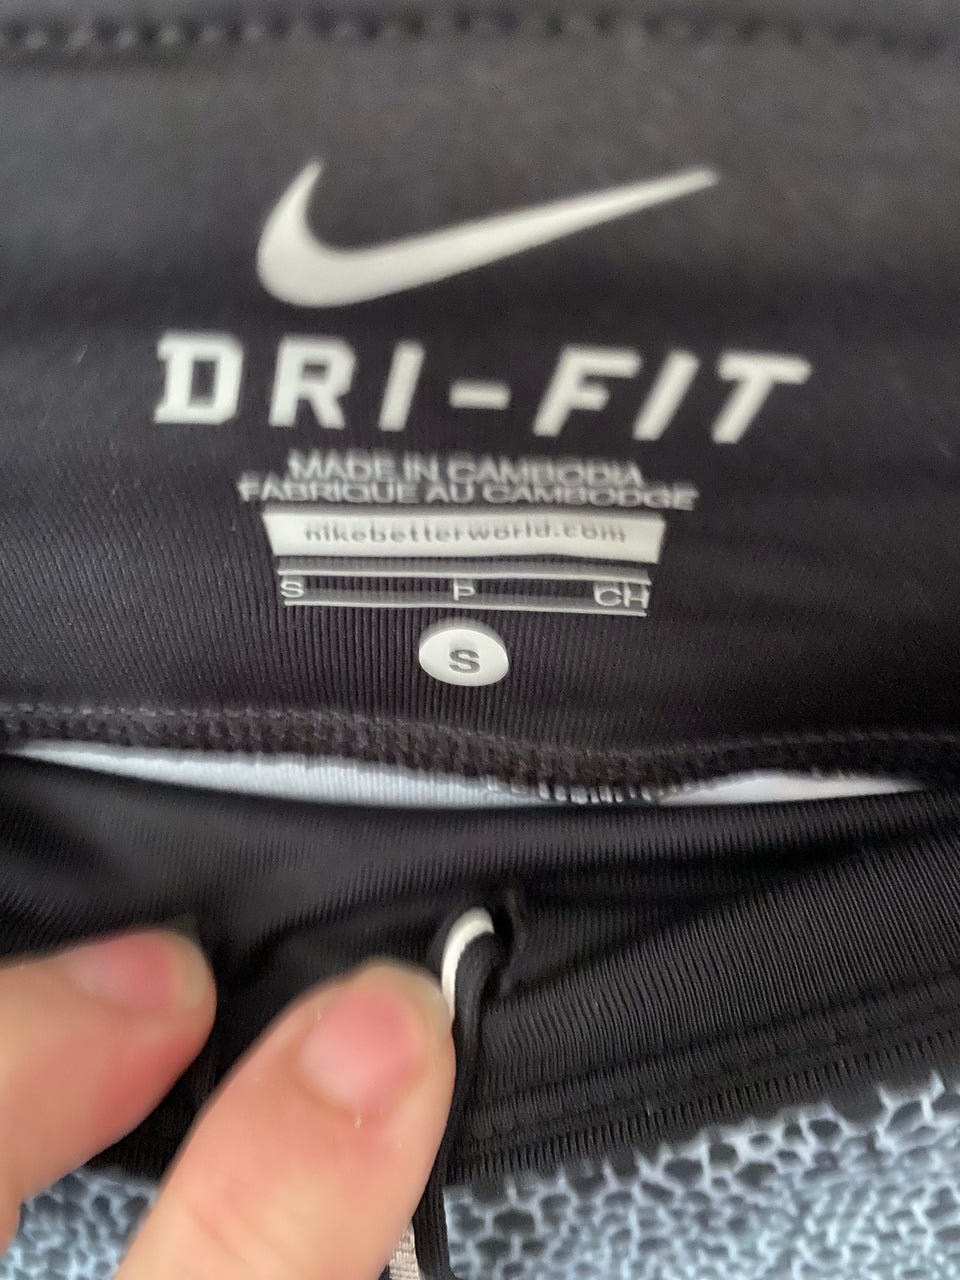 DRI-FIT
MADE IN CAMBODIA
FABRIQUE AU CAMBODGE
nikebetterworld.com
S P CH
S